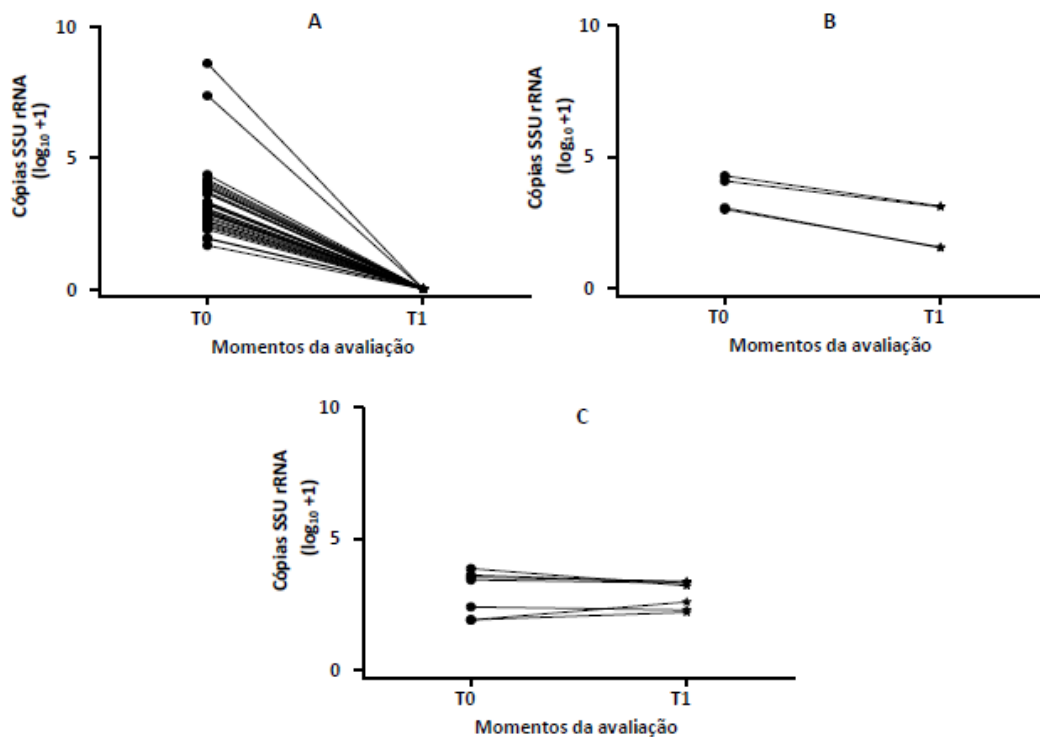 A
10
5
0
Cópias SSU rRNA
(log₁₀ +1)
T0
T1
Momentos da avaliação
B
10
5
0
Cópias SSU rRNA
(log₁₀ +1)
T0
T1
Momentos da avaliação
C
10
5
0
Cópias SSU rRNA
(log₁₀ +1)
T0
T1
Momentos da avaliação